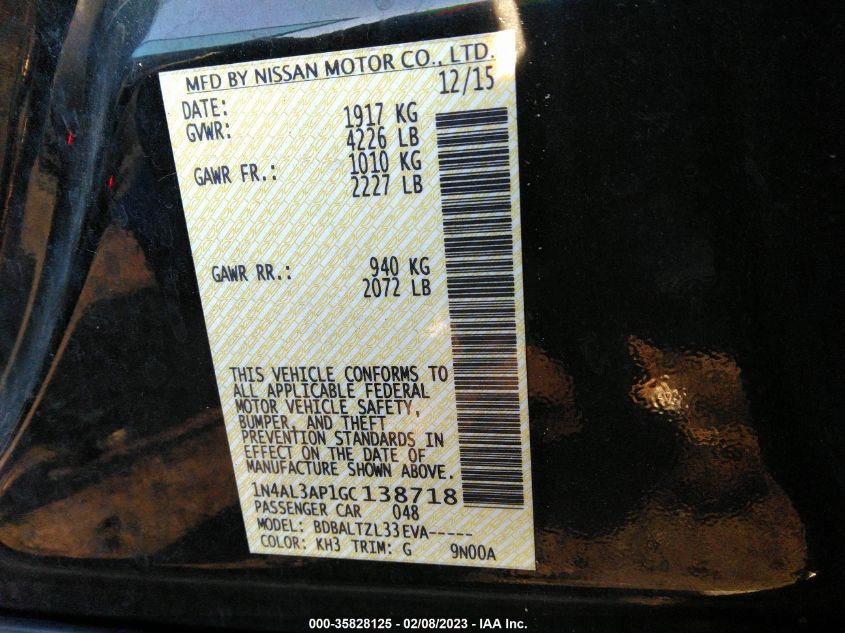 MFD BY NISSAN MOTOR CO., LTD.
DATE: 12/15
GVWR: 1917 KG
4226 LB
GAWR FR.: 1010 KG
2227 LB
GAWR RR.: 940 KG
2072 LB
THIS VEHICLE CONFORMS TO
ALL APPLICABLE FEDERAL
MOTOR VEHICLE SAFETY,
BUMPER, AND THEFT
PREVENTION STANDARDS IN
EFFECT ON THE DATE OF
MANUFACTURE SHOWN ABOVE.
1N4AL3AP1GC138718
PASSENGER CAR 048
MODEL: BDBALTZL33EVA-----
COLOR: KH3 TRIM: G 9N00A
000-35828125 - 02/08/2023 - IAA Inc.